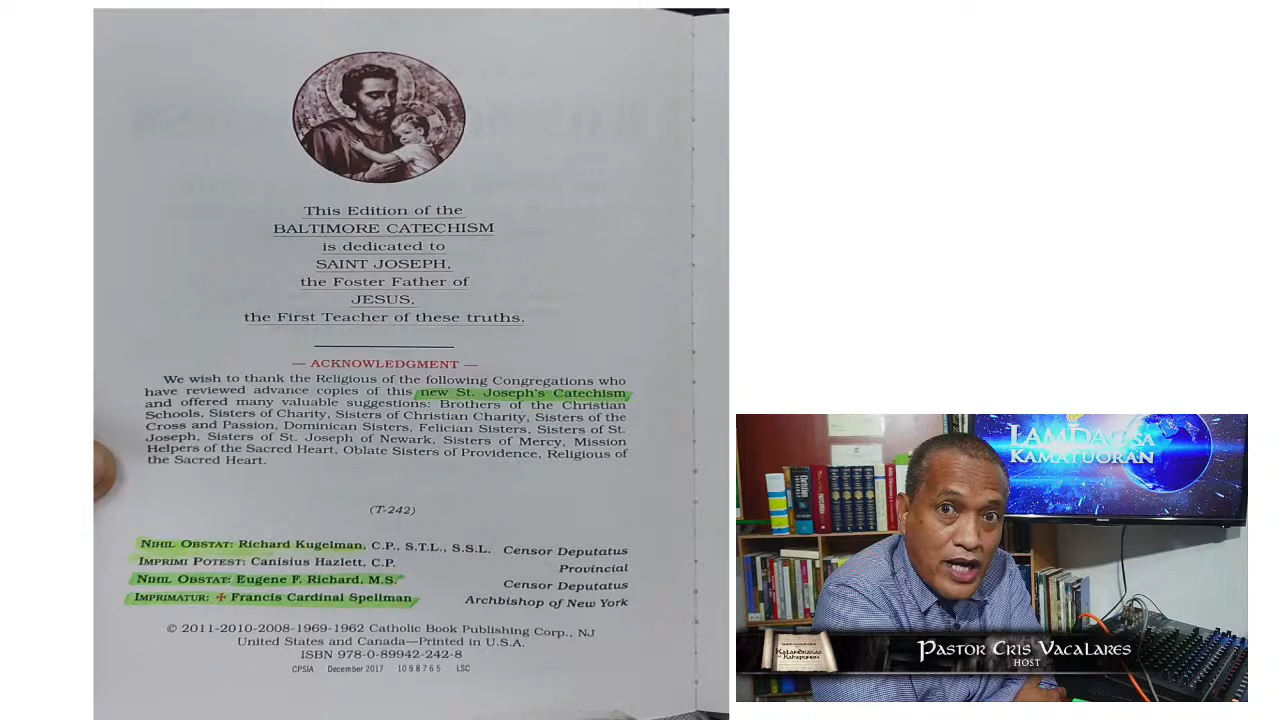 This Edition of the
BALTIMORE CATECHISM
is dedicated to
SAINT JOSEPH,
the Foster Father of
JESUS,
the First Teacher of these truths.
— ACKNOWLEDGMENT —
We wish to thank the Religious of the following Congregations who
have reviewed advance copies of this new St. Joseph's Catechism
and offered many valuable suggestions: Brothers of the Christian
Schools, Sisters of Charity, Sisters of Christian Charity, Sisters of the
Cross and Passion, Dominican Sisters, Felician Sisters, Sisters of St.
Joseph, Sisters of St. Joseph of Newark, Sisters of Mercy, Mission
Helpers of the Sacred Heart, Oblate Sisters of Providence, Religious of
the Sacred Heart.
(T-242)
NIHIL OBSTAT: Richard Kugelman, C.P., S.T.L., S.S.L. Censor Deputatus
IMPRIMI POTEST: Canisius Hazlett, C.P. Provincial
NIHIL OBSTAT: Eugene F. Richard, M.S. Censor Deputatus
IMPRIMATUR: ✠ Francis Cardinal Spellman Archbishop of New York
© 2011-2010-2008-1969-1962 Catholic Book Publishing Corp., NJ
United States and Canada—Printed in U.S.A.
ISBN 978-0-89942-242-8
CPSIA December 2017 10 9 8 7 6 5 LSC
LAMDAG SA
KAMATUORAN
PASTOR CRIS VACALARES
HOST